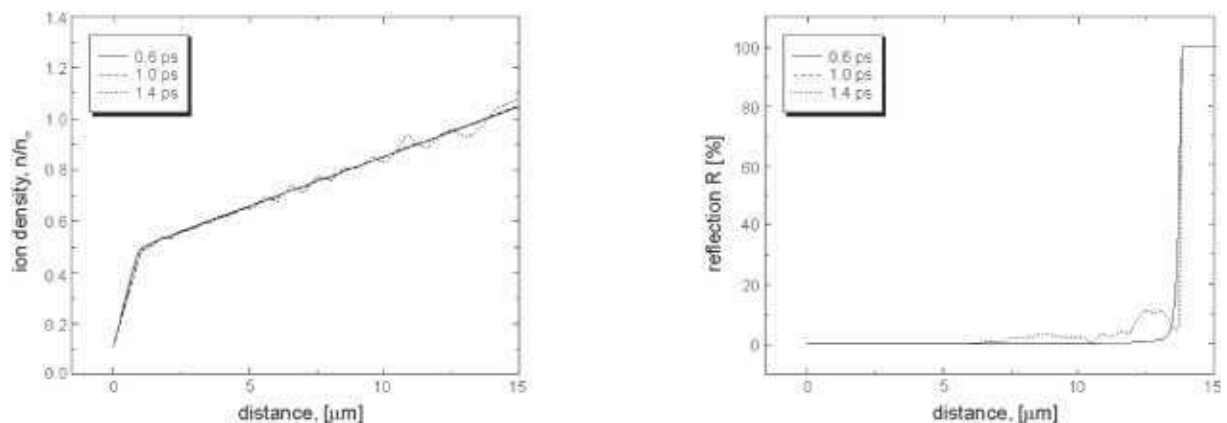 1.4
1.2
1.0
0.8
0.6
0.4
0.2
0.0
ion density, n/n
0.6 ps
1.0 ps
1.4 ps
0
5
10
15
distance, [μm]
100
80
60
40
20
0
reflection R [%]
0.6 ps
1.0 ps
1.4 ps
0
5
10
15
distance, [μm]